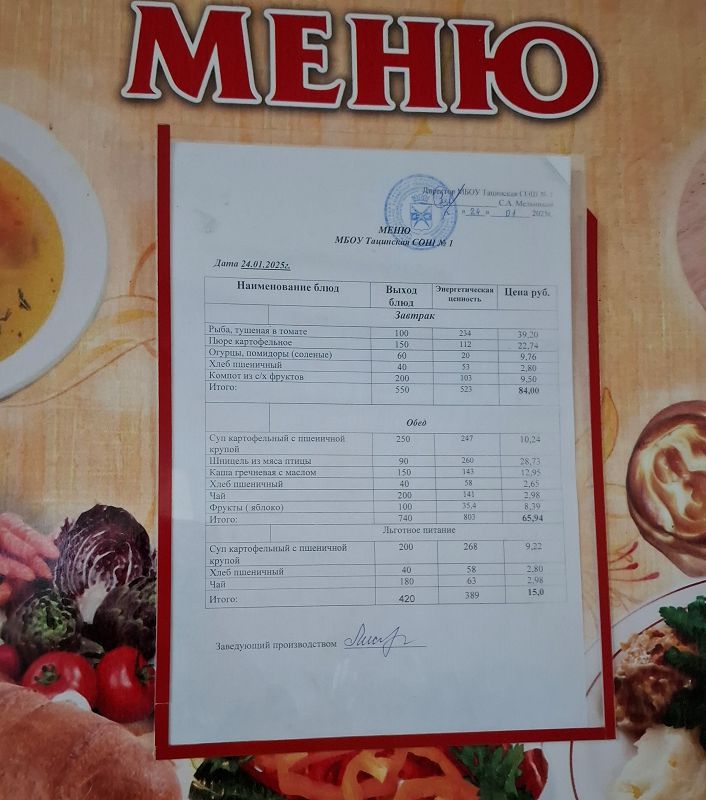 МЕНЮ
Директор МБОУ Тацинская СОШ № 1
С.А.
« 24 » 01 2025г.
МЕНЮ
МБОУ Тацинская СОШ № 1
Дата 24.01.2025г.
Наименование блюд Выход блюд Энергетическая ценность Цена руб.
Завтрак
Рыба, тушеная в томате 100 234 39,20
Пюре картофельное 150 112 22,74
Огурцы, помидоры (соленые) 60 20 9,76
Хлеб пшеничный 40 53 2,80
Компот из с/х фруктов 200 103 9,50
Итого: 550 523 84,00
Обед
Суп картофельный с пшеничной 250 247 10,24
крупой
Шницель из мяса птицы 90 260 28,73
Каша гречневая с маслом 150 143 12,95
Хлеб пшеничный 40 58 2,65
Чай 200 141 2,98
Фрукты ( яблоко) 100 35,4 8,39
Итого: 740 803 65,94
Льготное питание
Суп картофельный с пшеничной 200 268 9,22
крупой
Хлеб пшеничный 40 58 2,80
Чай 180 63 2,98
Итого: 420 389 15,0
Заведующий производством